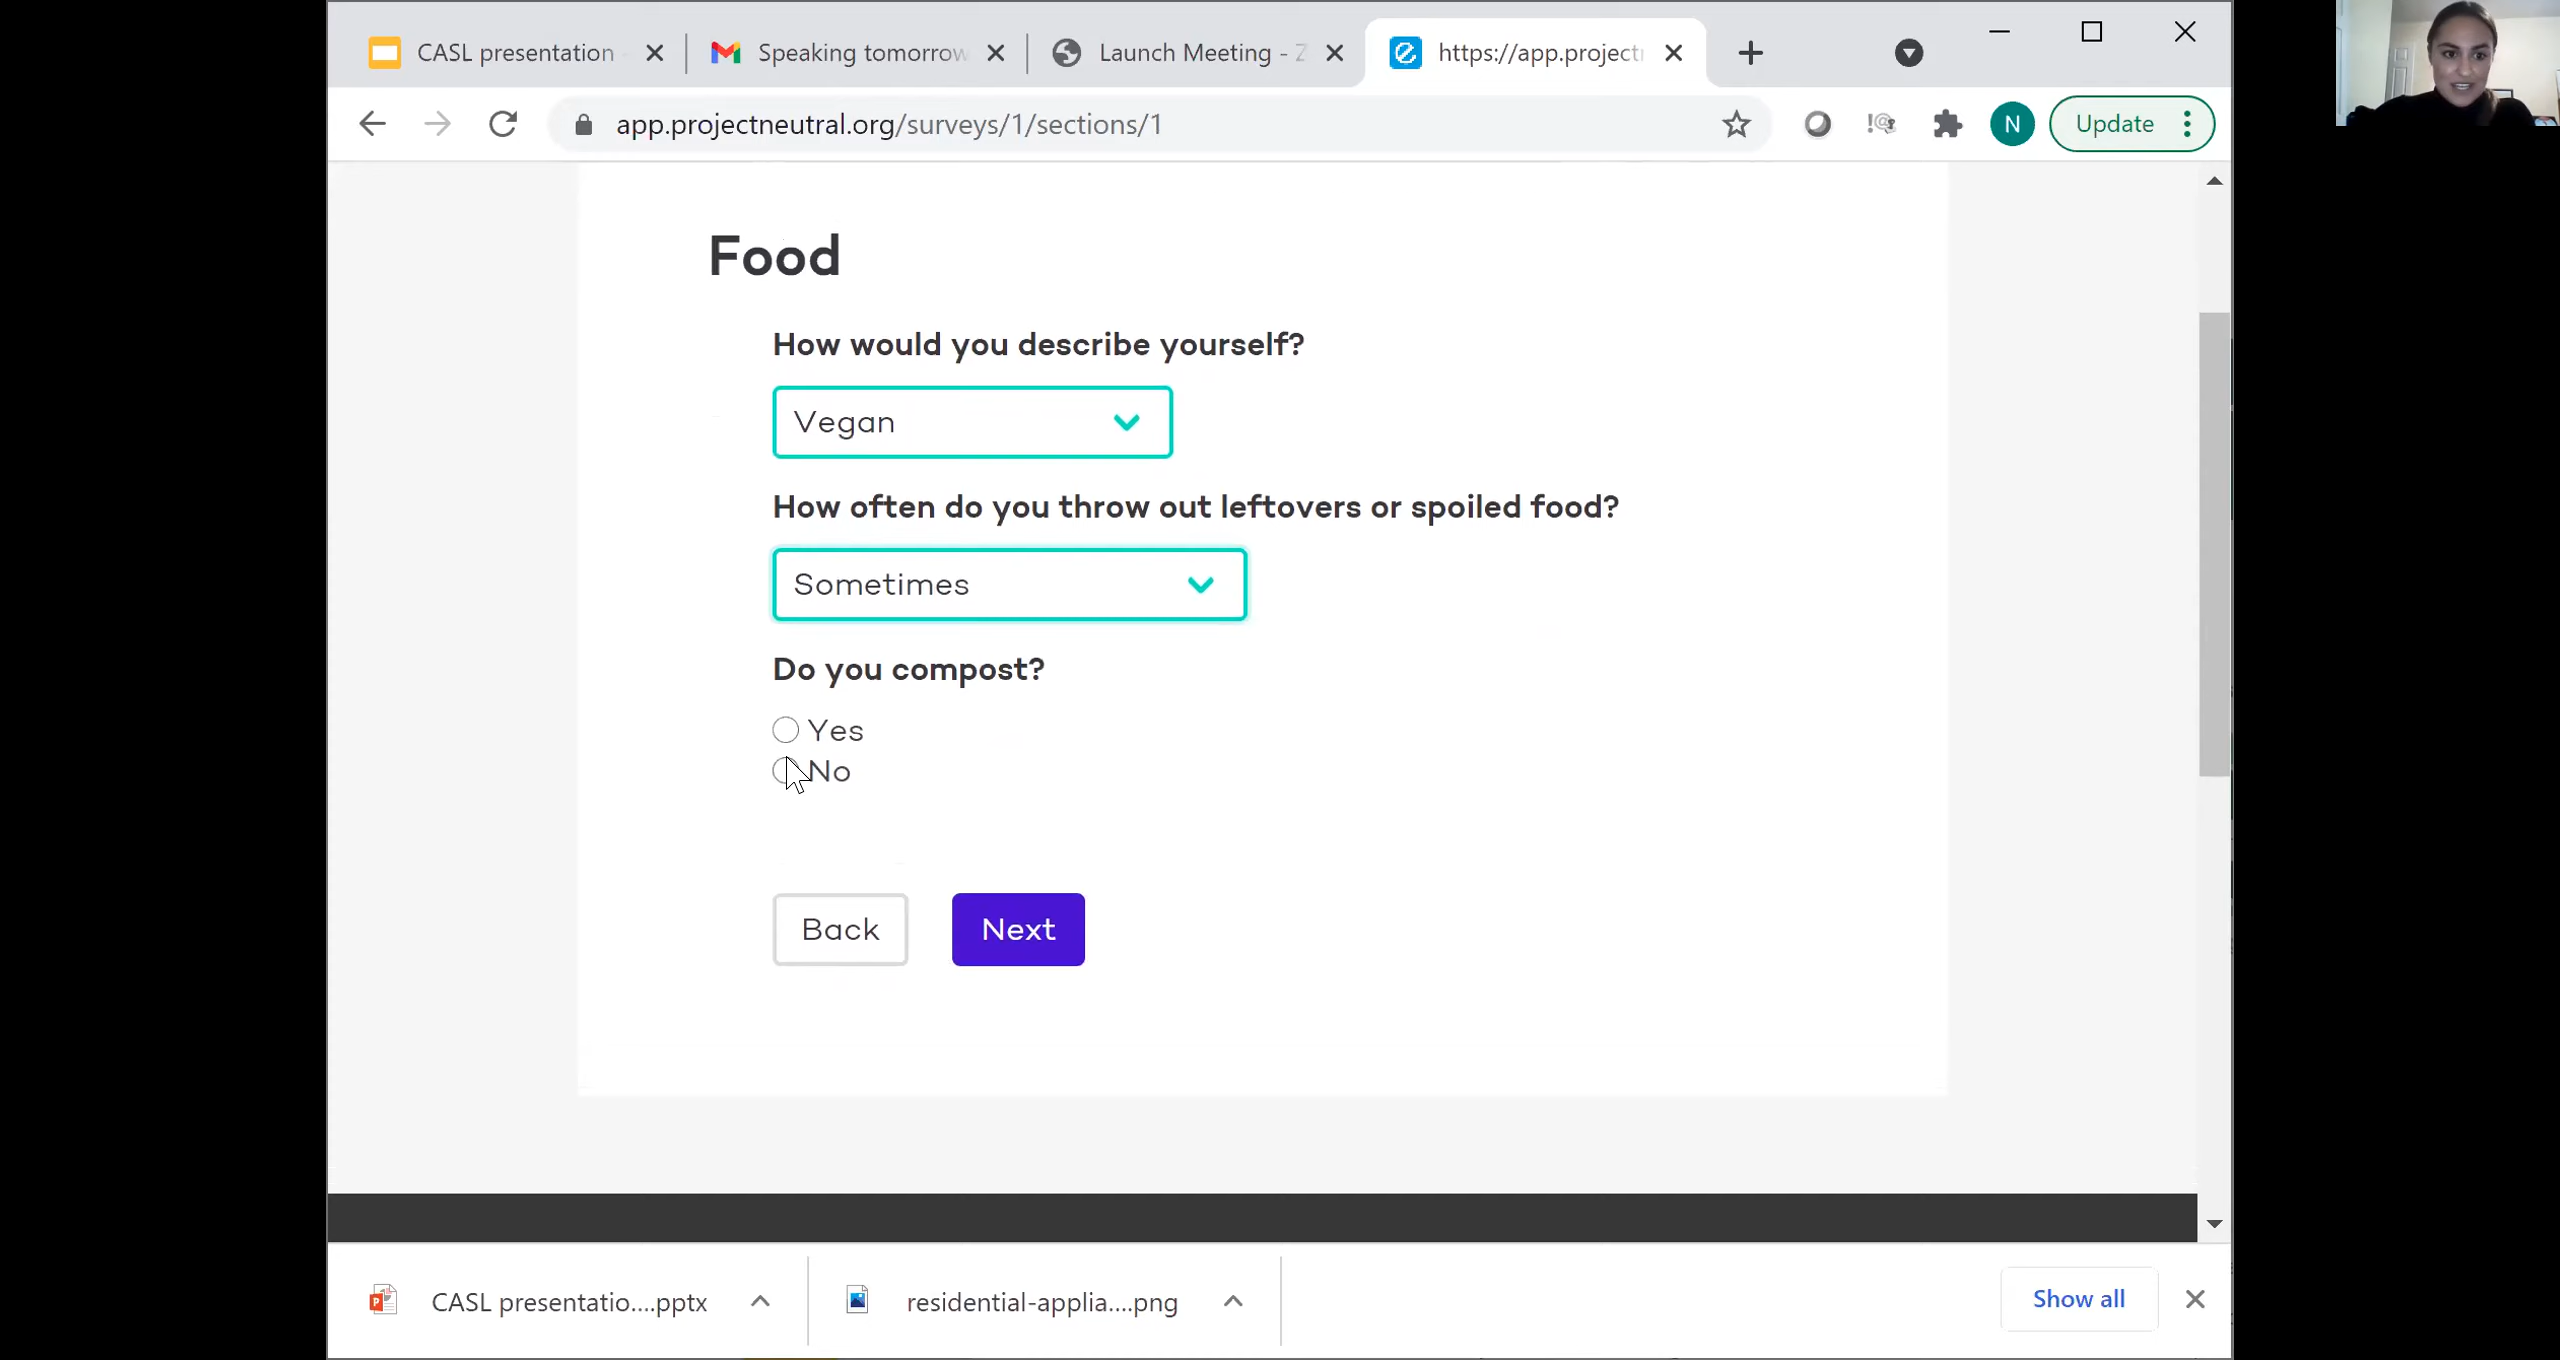 CASL presentation
Speaking tomorrow
Launch Meeting - Z
https://app.project
app.projectneutral.org/surveys/1/sections/1
N
Update
Food
How would you describe yourself?
Vegan
How often do you throw out leftovers or spoiled food?
Sometimes
Do you compost?
Yes
No
Back
Next
CASL presentatio....pptx
residential-applia....png
Show all